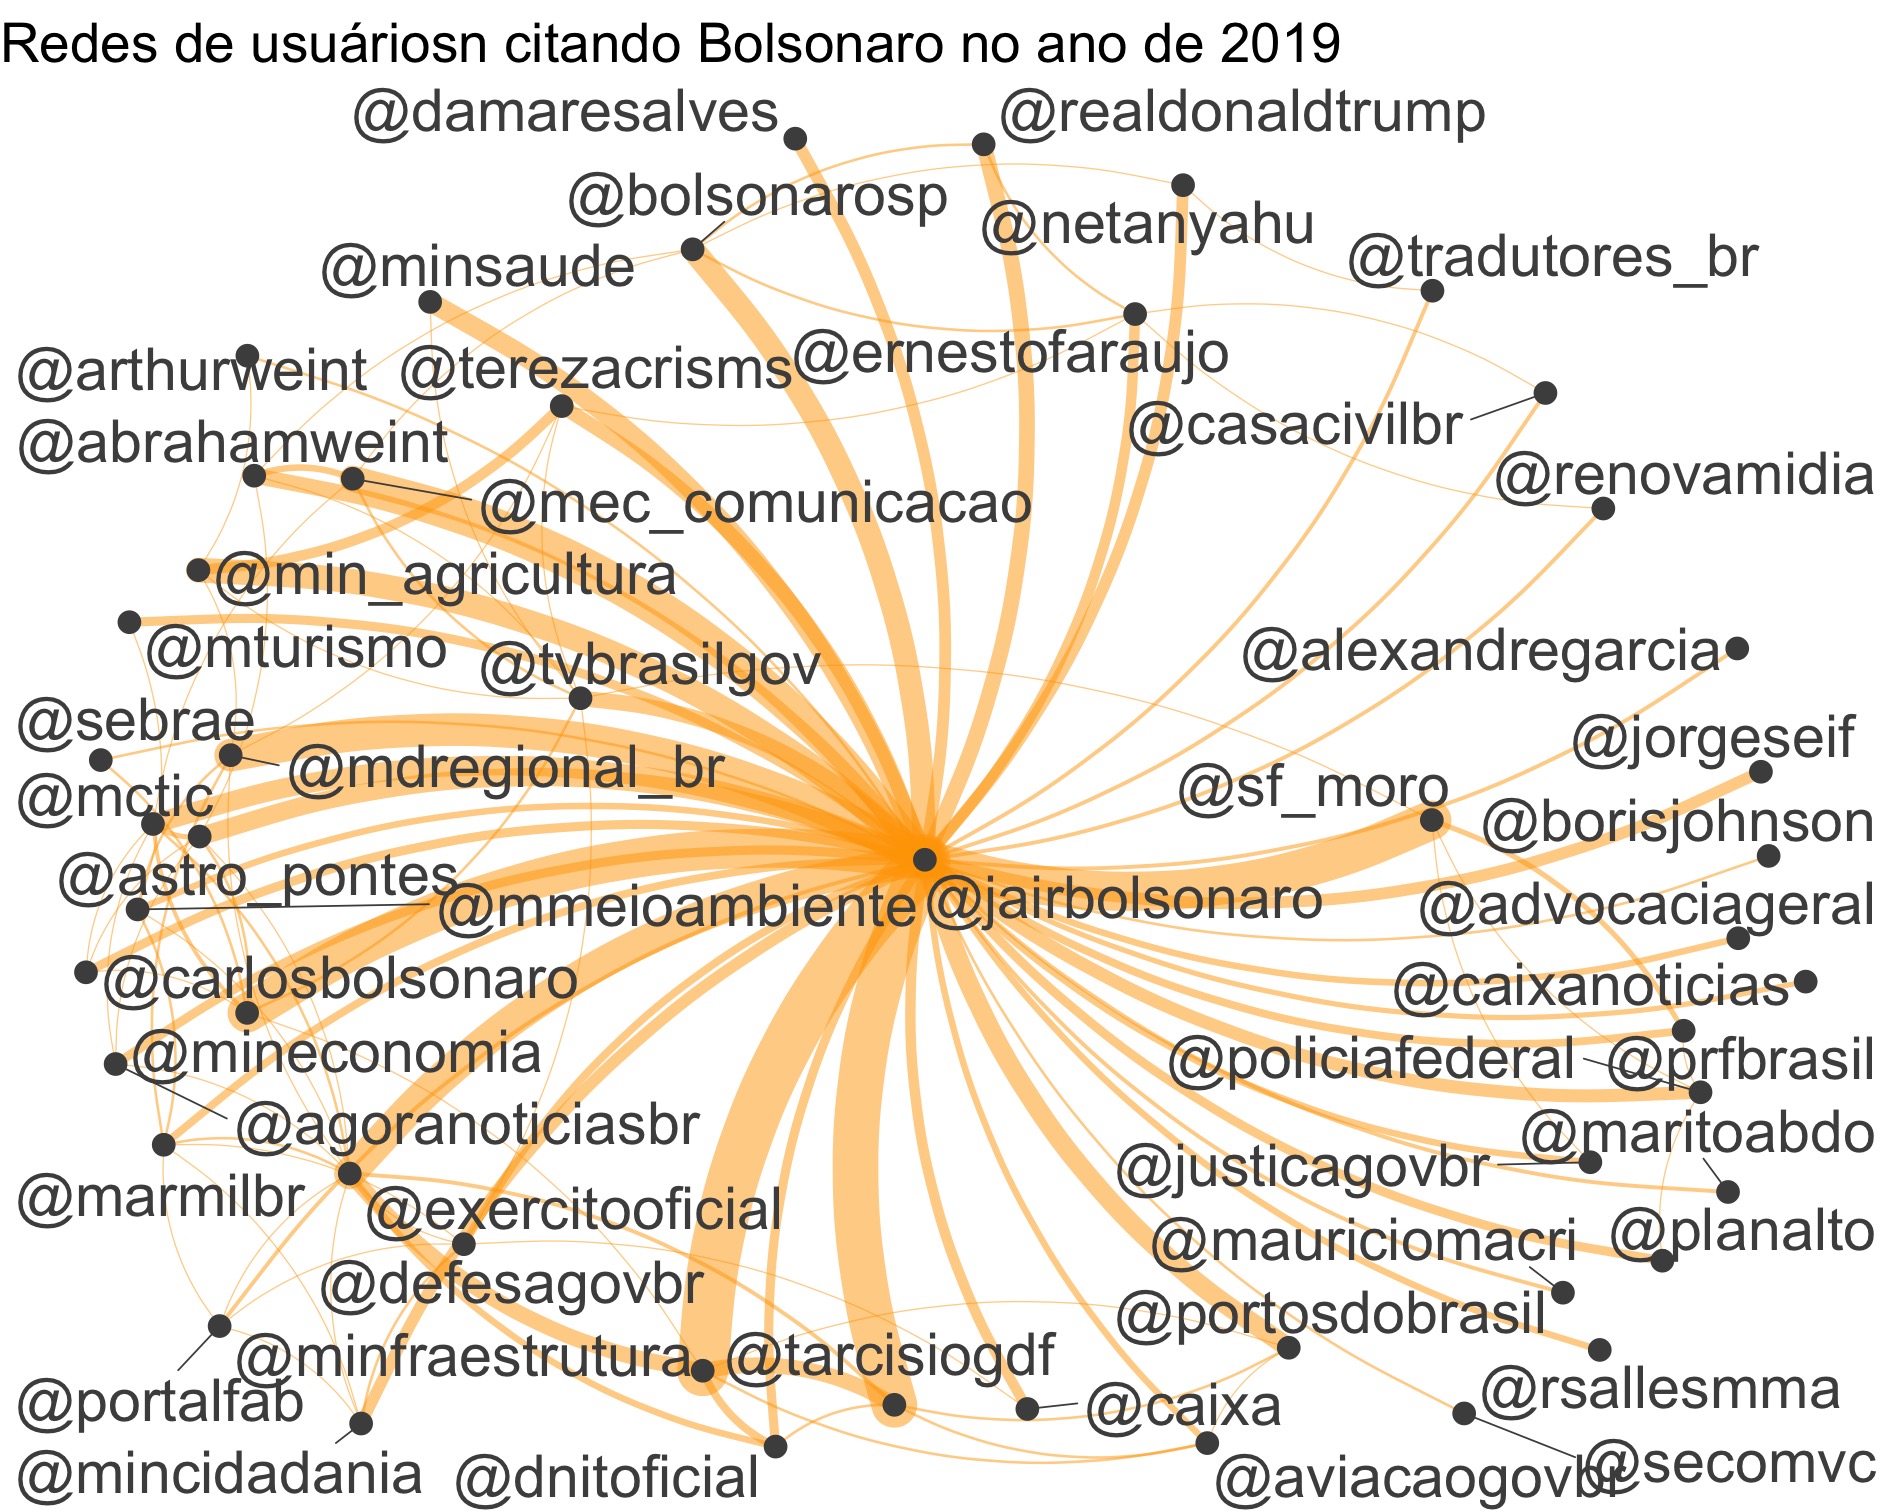 Redes de usuáriosn citando Bolsonaro no ano de 2019
@damaresalves
@realdonaldtrump
@bolsonarosp
@netanyahu
@minsaude
@tradutores_br
@arthurweint
@terezacrisms
@ernestofaraujo
@casacivilbr
@abrahamweint
@renovamidia
@mec_comunicacao
@min_agricultura
@mturismo
@tvbrasilgov
@alexandregarcia
@sebrae
@mdregional_br
@jorgeseif
@mctic
@sf_moro
@borisjohnson
@astro_pontes
@mmeioambiente
@jairbolsonaro
@advocaciageral
@carlosbolsonaro
@caixanoticias
@mineconomia
@policiafederal
@prfbrasil
@agoranoticiasbr
@maritoabdo
@justicagovbr
@marmilbr
@exercitooficial
@mauriciomacri
@planalto
@defesagovbr
@portosdobrasil
@minfraestrutura
@tarcisiogdf
@portalfab
@caixa
@rsallesmma
@mincidadania
@dnitoficial
@aviacaogovbr
@secomvc